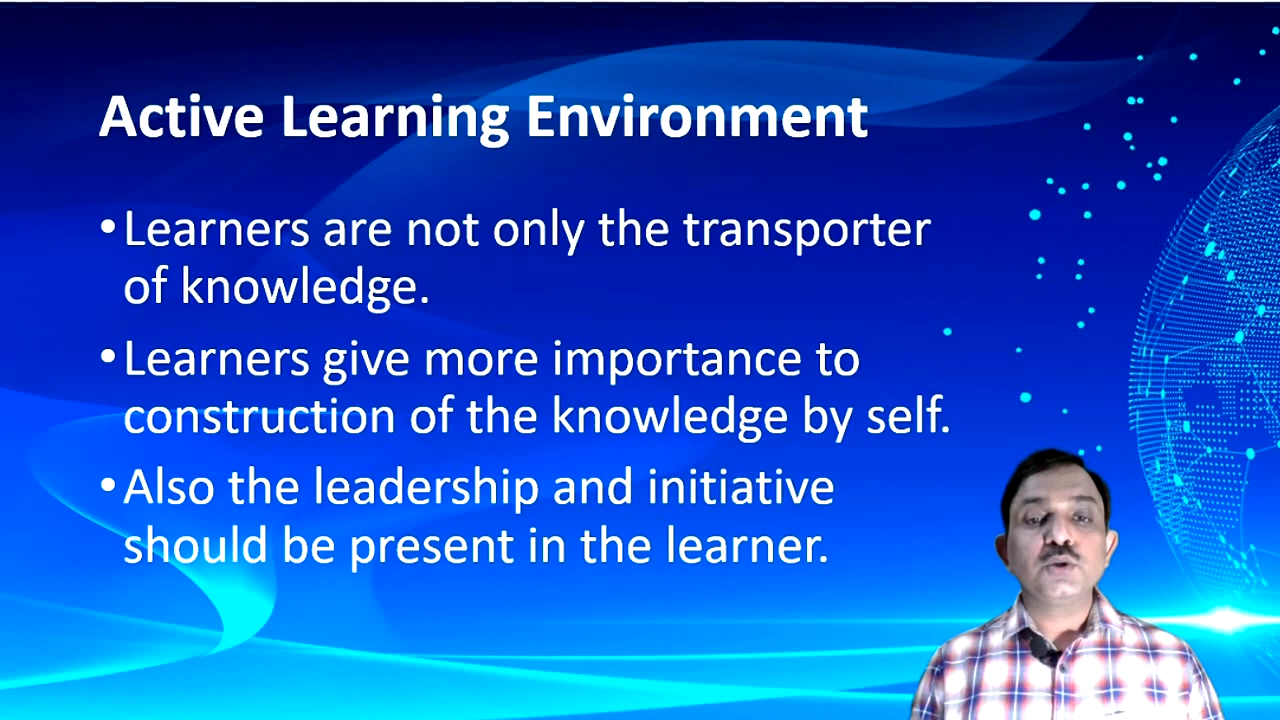 Active Learning Environment
•Learners are not only the transporter
of knowledge.
•Learners give more importance to
construction of the knowledge by self.
•Also the leadership and initiative
should be present in the learner.